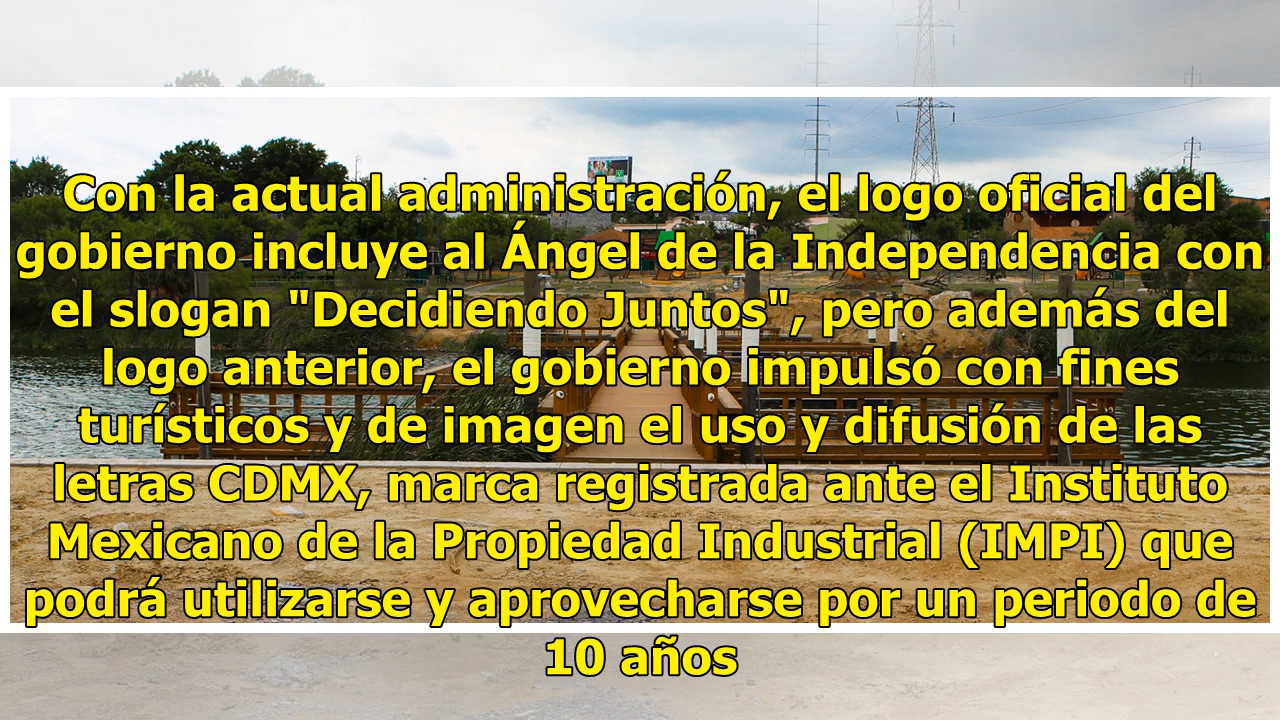 Con la actual administración, el logo oficial del
gobierno incluye al Ángel de la Independencia con
el slogan "Decidiendo Juntos", pero además del
logo anterior, el gobierno impulsó con fines
turísticos y de imagen el uso y difusión de las
letras CDMX, marca registrada ante el Instituto
Mexicano de la Propiedad Industrial (IMPI) que
podrá utilizarse y aprovecharse por un periodo de
10 años